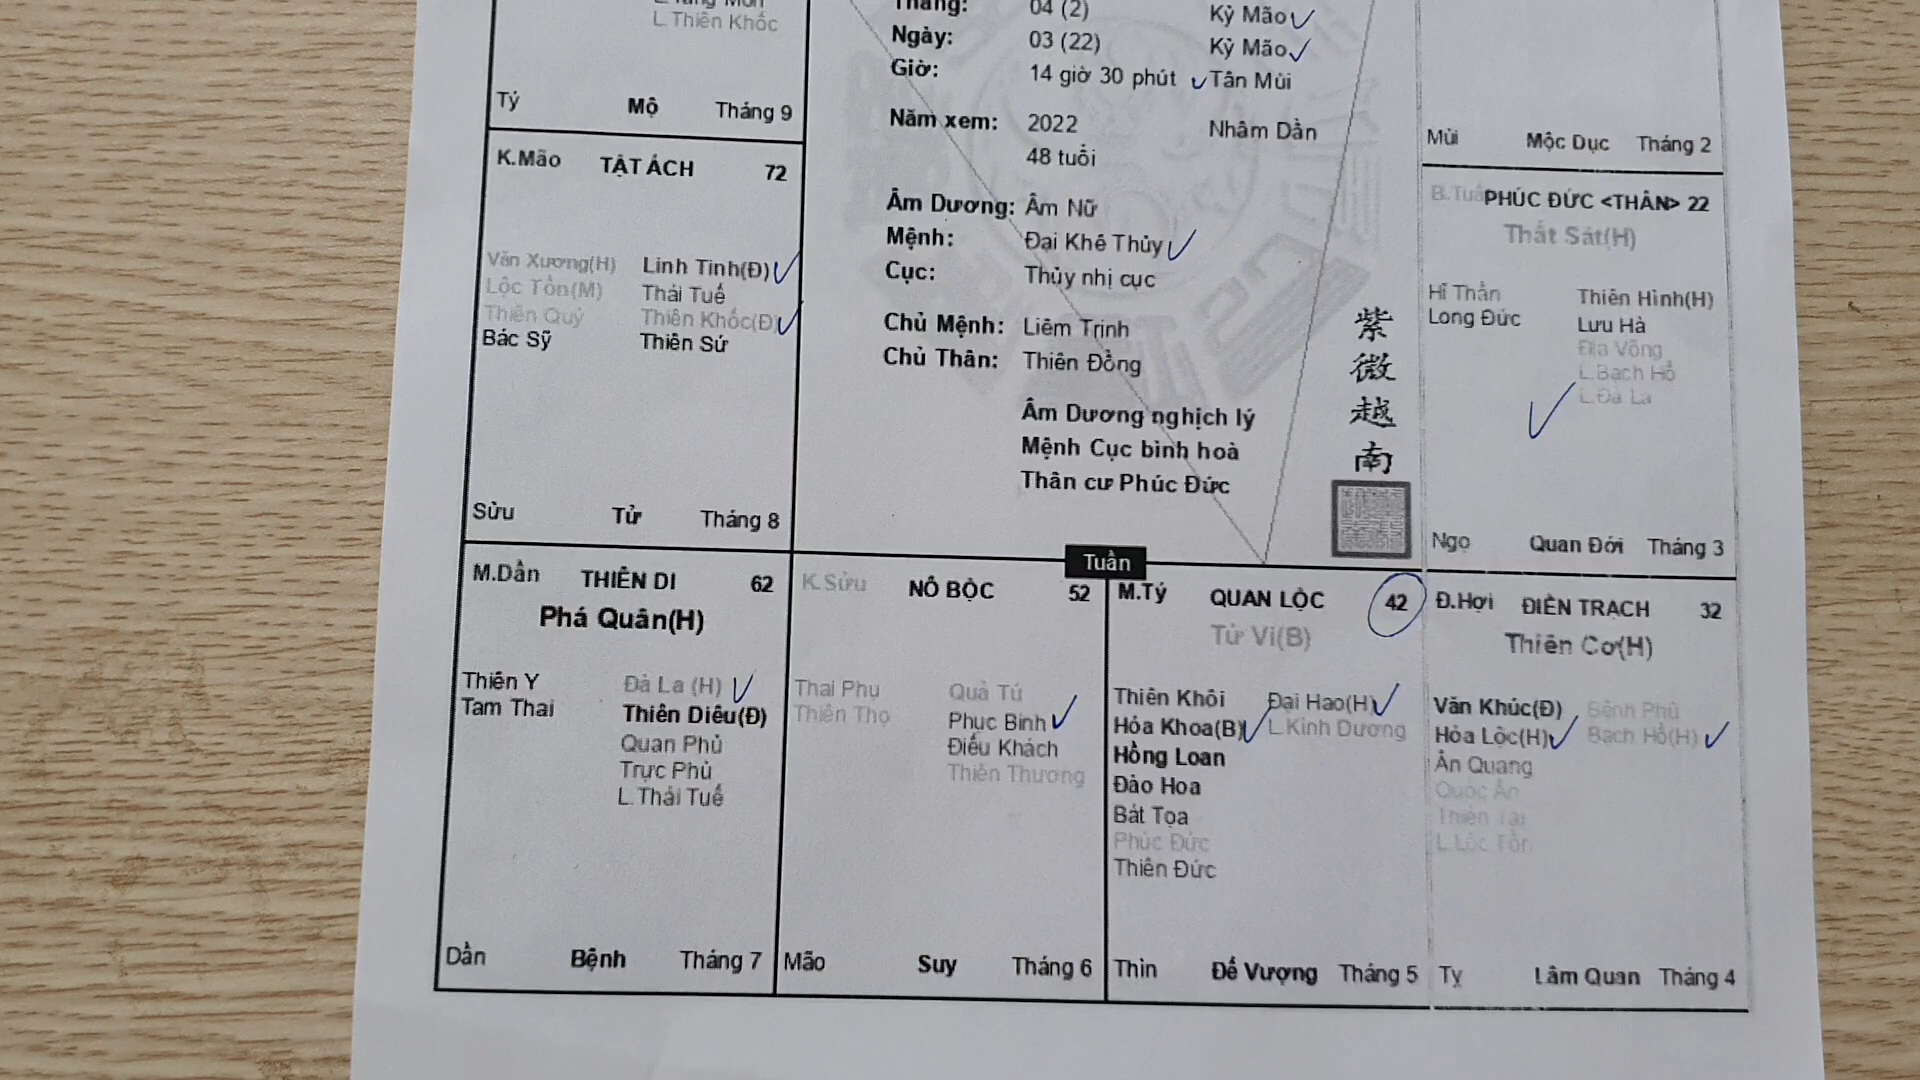 L.Thiên Khốc
Tỵ Mộ Tháng 9
Tháng: 04 (2) Kỷ Mão
Ngày: 03 (22) Kỷ Mão
Giờ: 14 giờ 30 phút Tân Mùi
Năm xem: 2022 Nhâm Dần
48 tuổi
Âm Dương: Âm Nữ
Mệnh: Đại Khê Thủy
Cục: Thủy nhị cục
Chủ Mệnh: Liêm Trinh
Chủ Thân: Thiên Đồng
Âm Dương nghịch lý
Mệnh Cục bình hoà
Thân cư Phúc Đức
紫
微
越
南
Mùi Mộc Dục Tháng 2
K.Mão TẬT ÁCH 72
Văn Xương(H) Linh Tinh(Đ)
Lộc Tồn(M) Thái Tuế
Thiên Quý Thiên Khốc(Đ)
Bác Sỹ Thiên Sứ
Sửu Tử Tháng 8
PHÚC ĐỨC <THÂN> 22
Thất Sát(H)
Hỉ Thần Thiên Hình(H)
Long Đức Lưu Hà
Địa Võng
L.Bạch Hổ
L.Đà La
Ngọ Quan Đới Tháng 3
M.Dần THIÊN DI 62
Phá Quân(H)
Thiên Y Đà La (H)
Tam Thai Thiên Diêu(Đ)
Quan Phủ
Trực Phù
L.Thái Tuế
Dần Bệnh Tháng 7
Tuần
K.Sửu NÔ BỘC 52
Thai Phụ Quả Tú
Thiên Thọ Phục Binh
Điếu Khách
Thiên Thương
Mão Suy Tháng 6
M.Tý QUAN LỘC 42
Tử Vi(B)
Thiên Khôi Đại Hao(H)
Hóa Khoa(B) L.Kình Dương
Hồng Loan
Đào Hoa
Bát Tọa
Phúc Đức
Thiên Đức
Thìn Đế Vượng Tháng 5
Đ.Hợi ĐIỀN TRẠCH 32
Thiên Cơ(H)
Văn Khúc(Đ) Bệnh Phù
Hóa Lộc(H) Bạch Hổ(H)
Ân Quang
Quốc Ấn
Thiên Tài
L.Lộc Tồn
Tỵ Lâm Quan Tháng 4